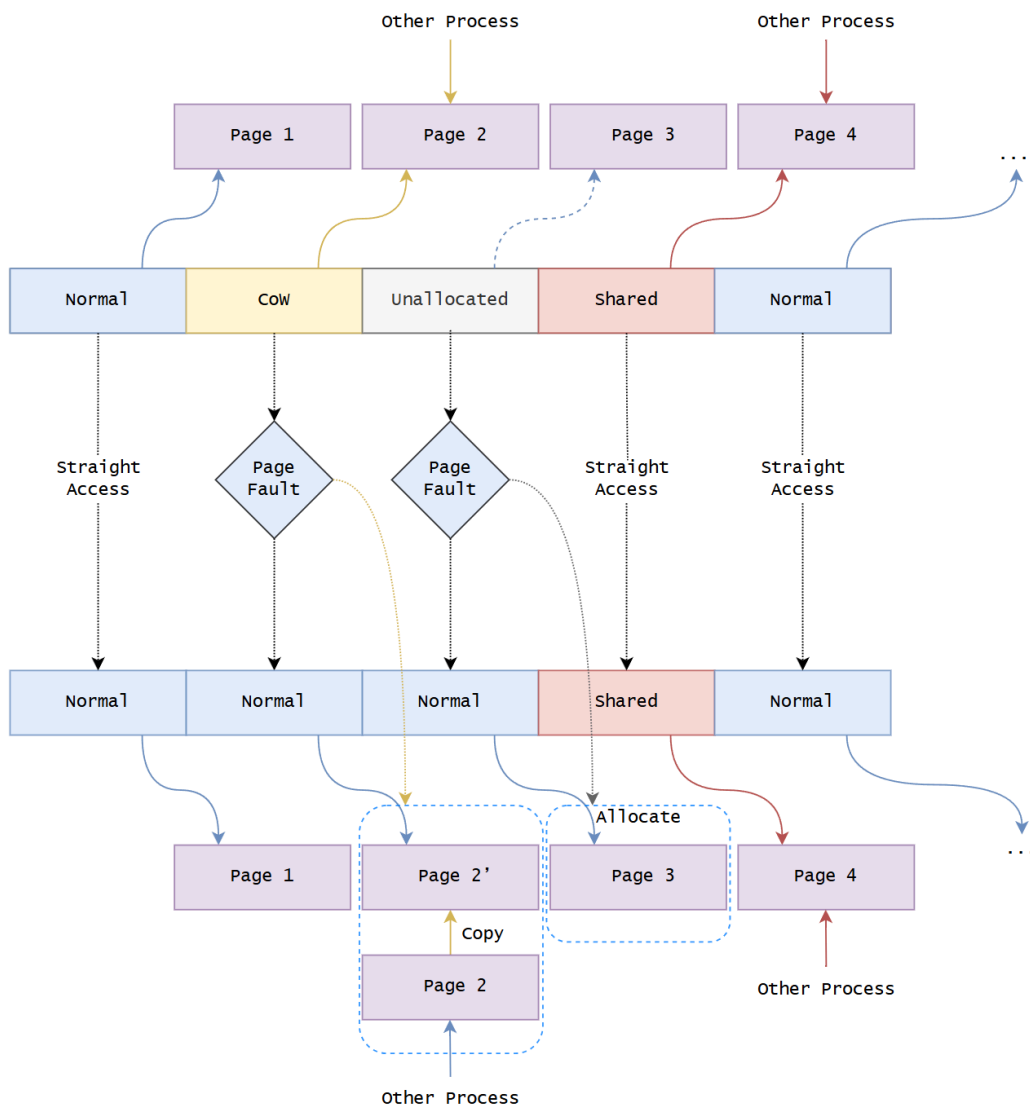 Other Process
Other Process
Page 1
Page 2
Page 3
Page 4
...
Normal
CoW
Unallocated
Shared
Normal
Straight
Access
Page
Fault
Page
Fault
Straight
Access
Straight
Access
Normal
Normal
Normal
Shared
Normal
Allocate
Page 1
Page 2’
Page 3
Page 4
...
Copy
Page 2
Other Process
Other Process